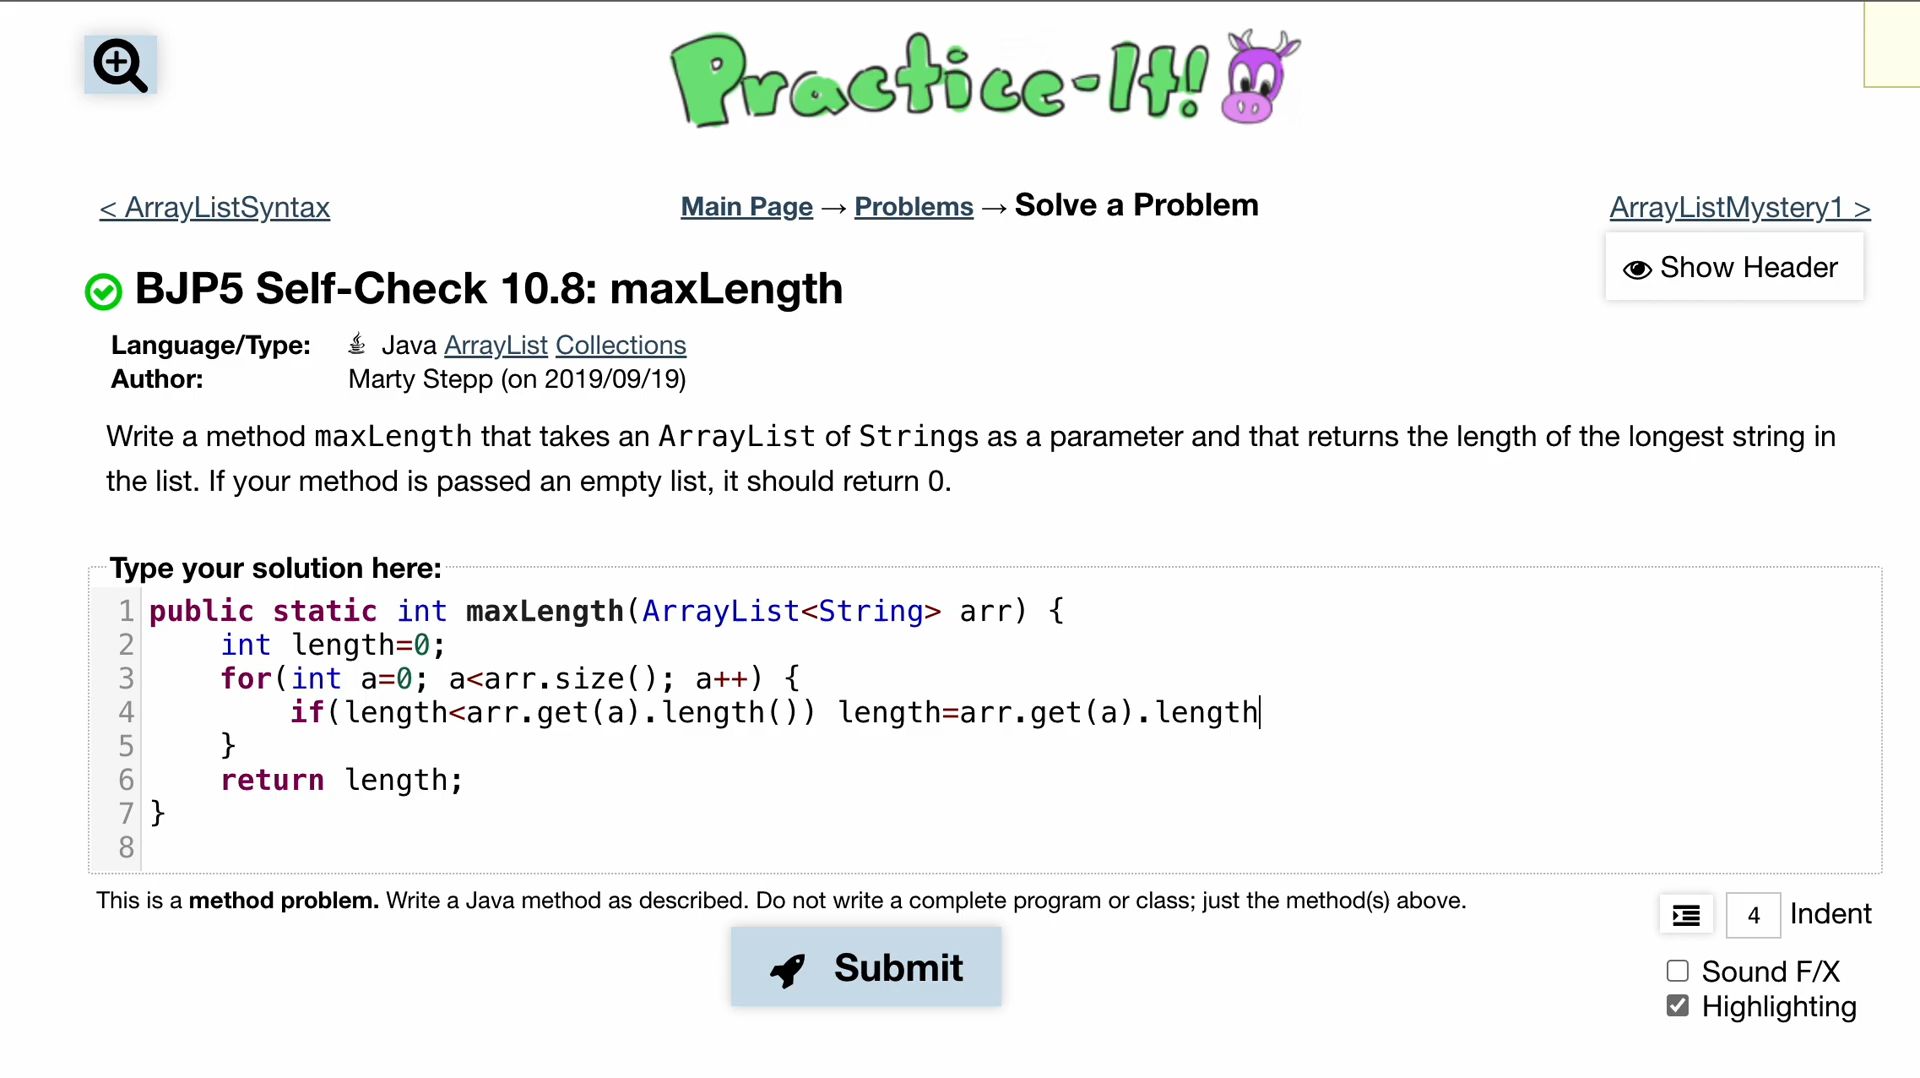 Practice-It!
< ArrayListSyntax
Main Page → Problems → Solve a Problem
ArrayListMystery1 >
Show Header
BJP5 Self-Check 10.8: maxLength
Language/Type: Java ArrayList Collections
Author: Marty Stepp (on 2019/09/19)
Write a method maxLength that takes an ArrayList of Strings as a parameter and that returns the length of the longest string in
the list. If your method is passed an empty list, it should return 0.
Type your solution here:
1 public static int maxLength(ArrayList<String> arr) {
2     int length=0;
3     for(int a=0; a<arr.size(); a++) {
4         if(length<arr.get(a).length()) length=arr.get(a).length
5     }
6     return length;
7 }
8
This is a method problem. Write a Java method as described. Do not write a complete program or class; just the method(s) above.
4 Indent
Submit
Sound F/X
Highlighting